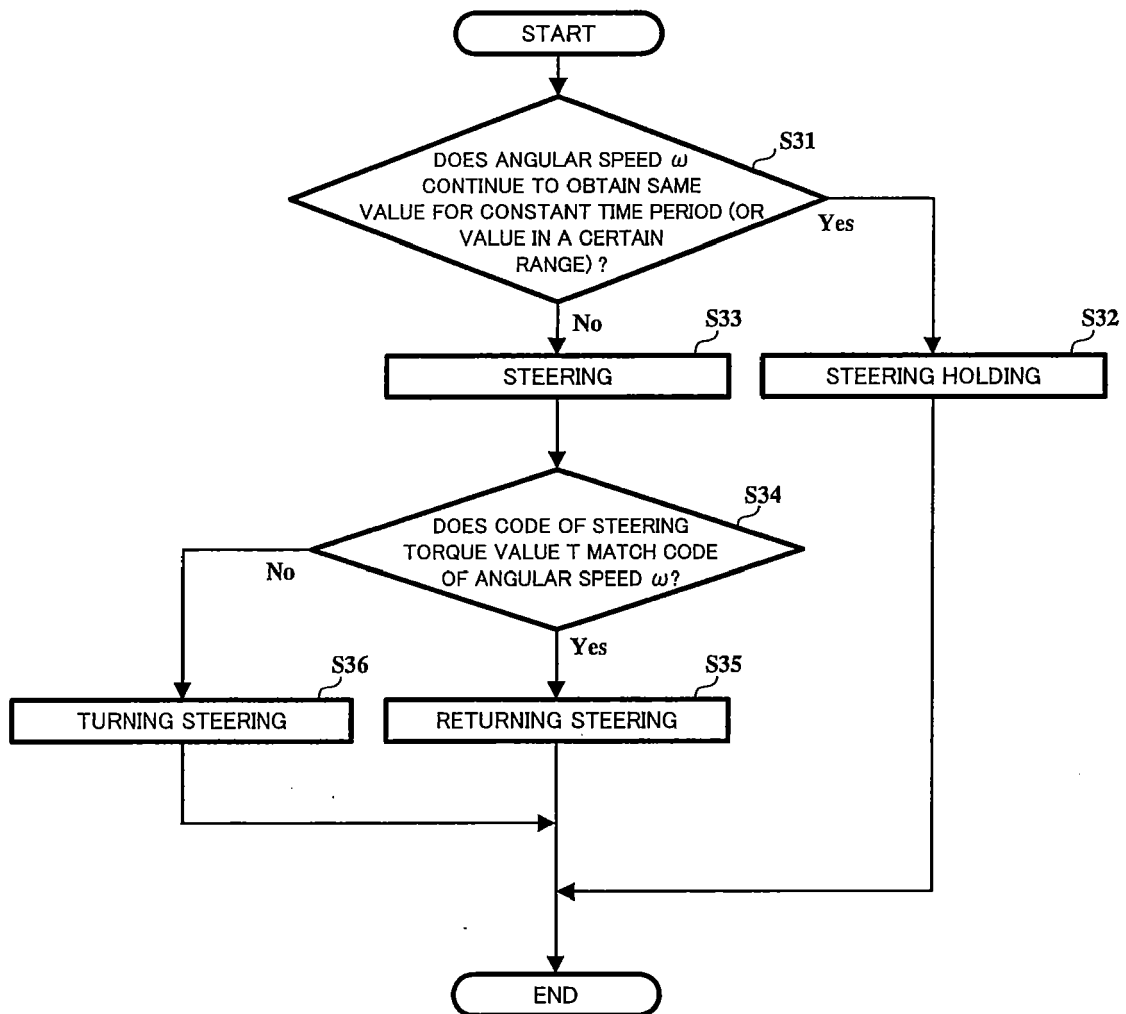 START
S31
DOES ANGULAR SPEED ω
CONTINUE TO OBTAIN SAME
VALUE FOR CONSTANT TIME PERIOD (OR
VALUE IN A CERTAIN
RANGE) ?
Yes
No
S33
STEERING
S32
STEERING HOLDING
S34
DOES CODE OF STEERING
TORQUE VALUE T MATCH CODE
OF ANGULAR SPEED ω?
No
Yes
S36
TURNING STEERING
S35
RETURNING STEERING
END